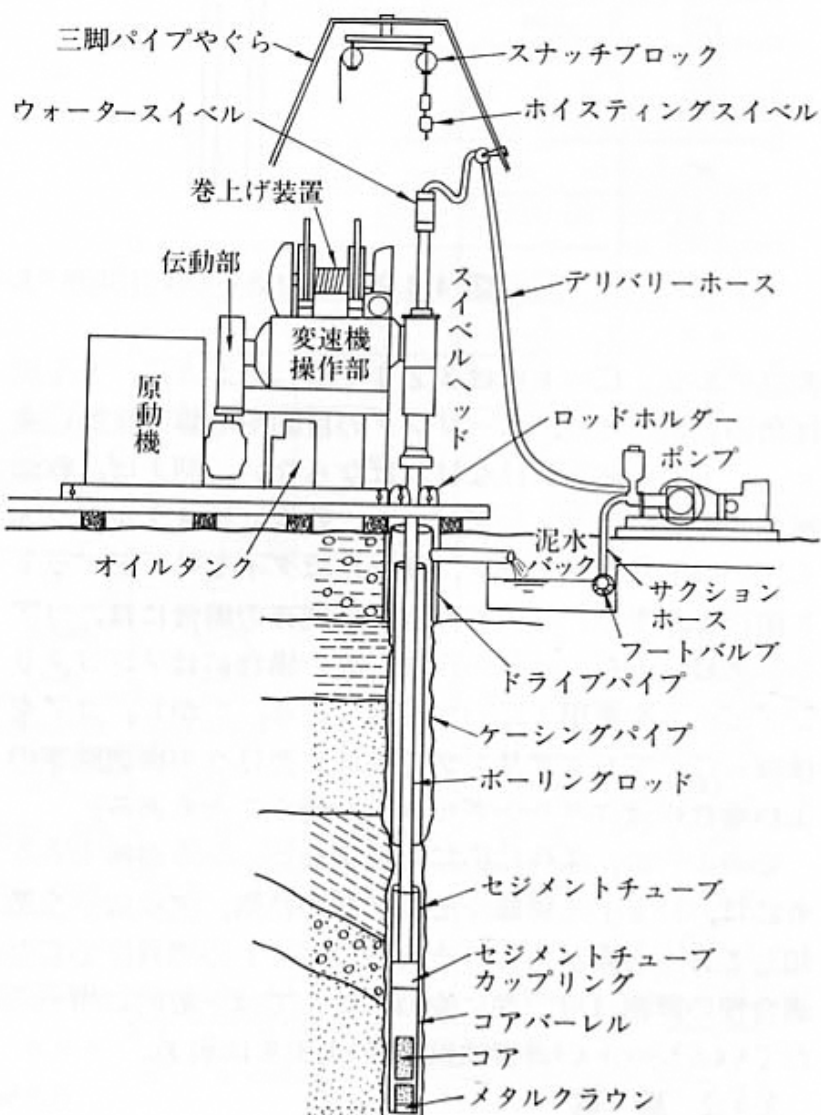 三脚パイプやぐら
スナッチブロック
ウォータースイベル
ホイスティングスイベル
巻上げ装置
伝動部
スイベルヘッド
デリバリーホース
変速機
操作部
原動機
ロッドホルダー
ポンプ
オイルタンク
泥水
バック
サクション
ホース
フートバルブ
ドライブパイプ
ケーシングパイプ
ボーリングロッド
セジメントチューブ
セジメントチューブ
カップリング
コアバーレル
コア
メタルクラウン